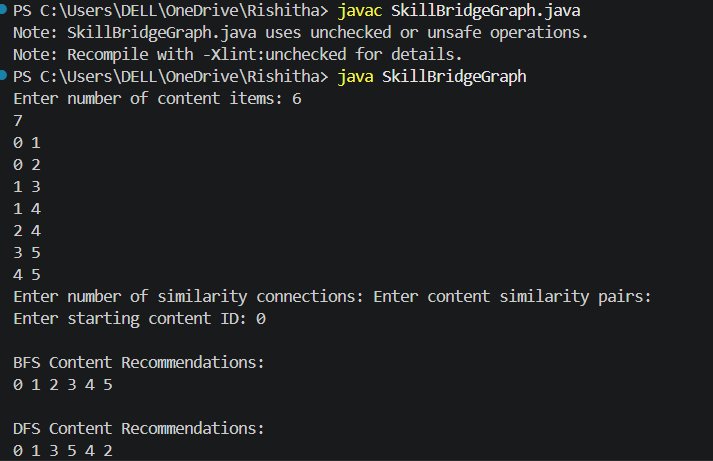 PS C:\Users\DELL\OneDrive\Rishitha> javac SkillBridgeGraph.java
Note: SkillBridgeGraph.java uses unchecked or unsafe operations.
Note: Recompile with -Xlint:unchecked for details.
PS C:\Users\DELL\OneDrive\Rishitha> java SkillBridgeGraph
Enter number of content items: 6
7
0 1
0 2
1 3
1 4
2 4
3 5
4 5
Enter number of similarity connections: Enter content similarity pairs:
Enter starting content ID: 0
BFS Content Recommendations:
0 1 2 3 4 5
DFS Content Recommendations:
0 1 3 5 4 2